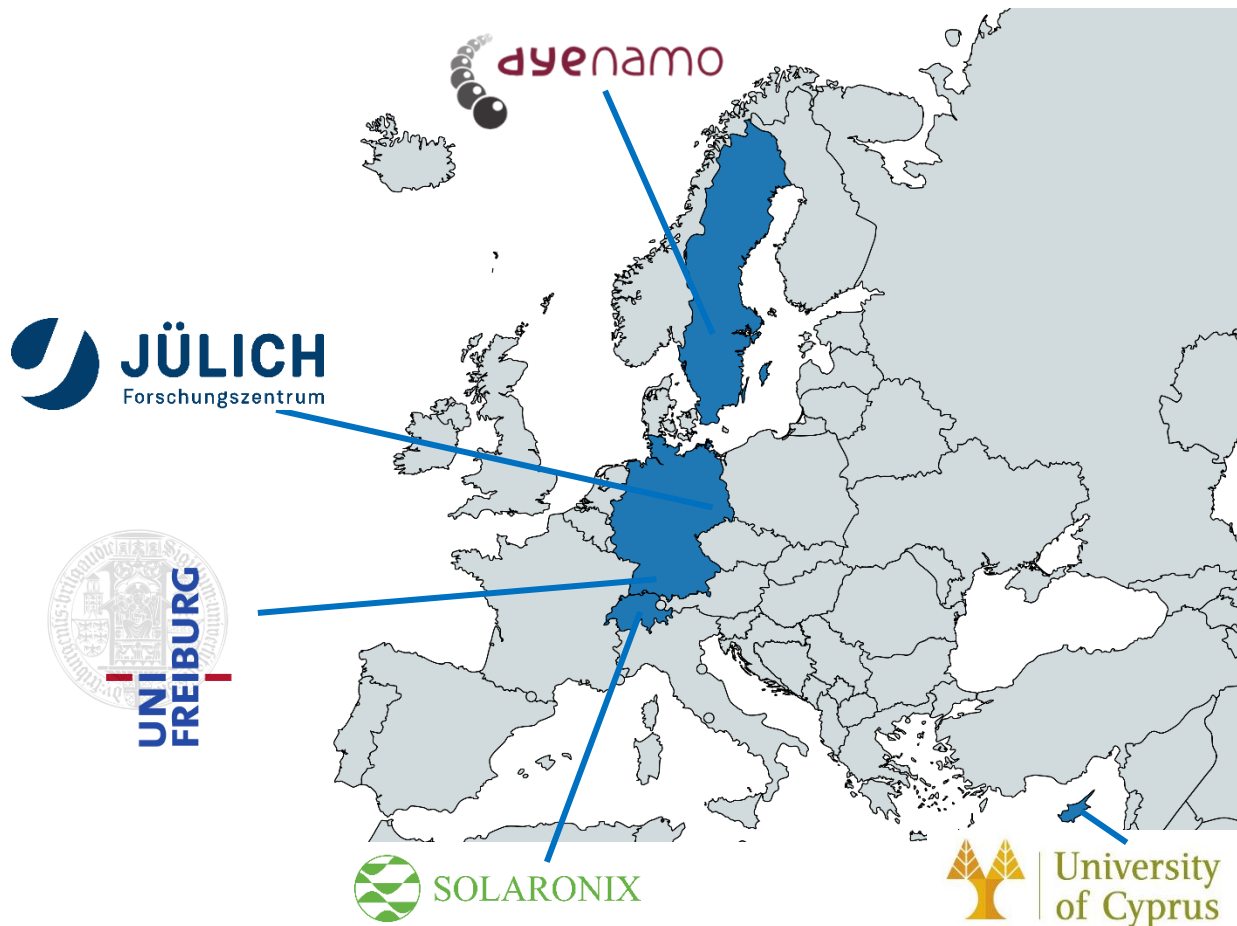 dyenamo
JÜLICH
Forschungszentrum
UNI
FREIBURG
SOLARONIX
University
of Cyprus